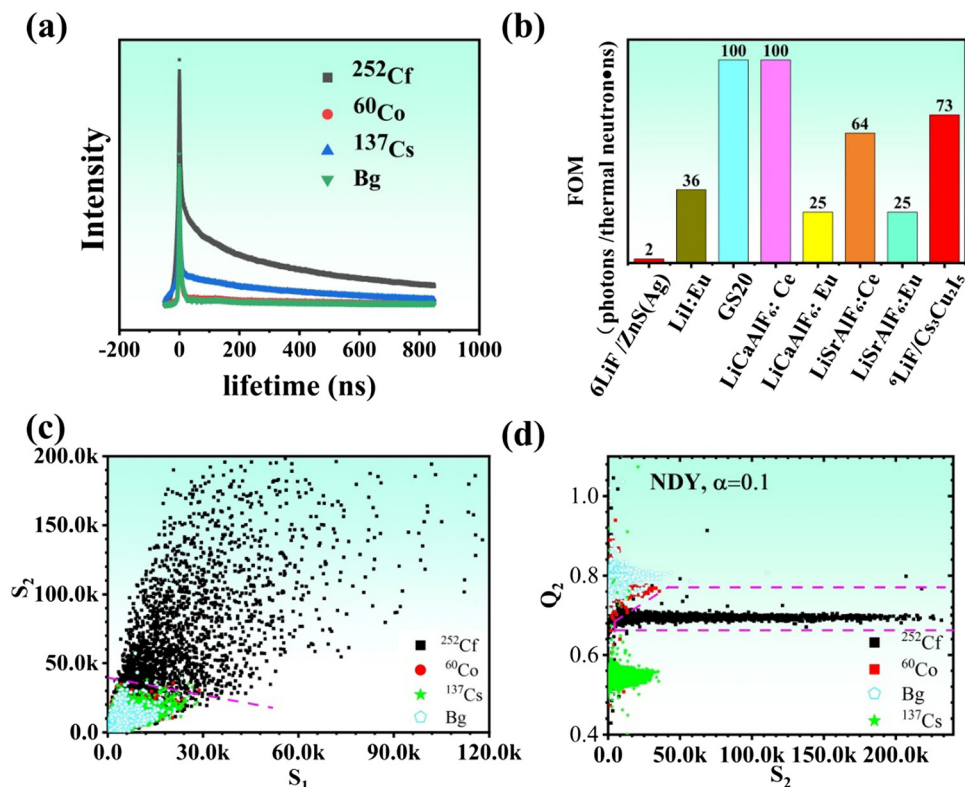 (a)
Intensity
²⁵²Cf
⁶⁰Co
¹³⁷Cs
Bg
-200 0 200 400 600 800 1000
lifetime (ns)
(b)
FOM
(photons /thermal neutron•ns)
2
36
100
100
25
64
25
73
6LiF /ZnS(Ag)
LiI:Eu
GS20
LiCaAlF₆: Ce
LiCaAlF₆: Eu
LiSrAlF₆:Ce
LiSrAlF₆:Eu
⁶LiF/Cs₃Cu₂I₅
(c)
S₂
200.0k
150.0k
100.0k
50.0k
0.0
²⁵²Cf
⁶⁰Co
¹³⁷Cs
Bg
0.0 30.0k 60.0k 90.0k 120.0k
S₁
(d)
NDY, α=0.1
Q₂
1.0
0.8
0.6
0.4
²⁵²Cf
⁶⁰Co
Bg
¹³⁷Cs
0.0 50.0k 100.0k 150.0k 200.0k
S₂